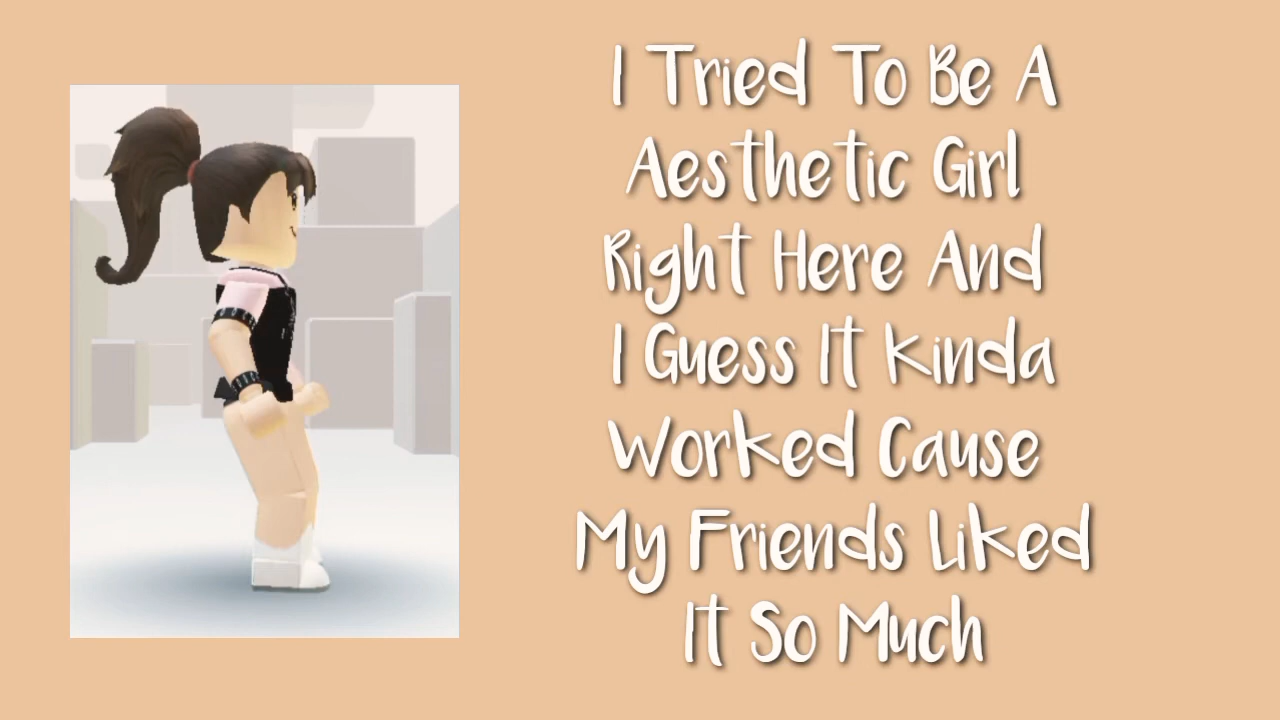 I Tried To Be A
Aesthetic Girl
Right Here And
I Guess It Kinda
Worked Cause
My Friends Liked
It So Much